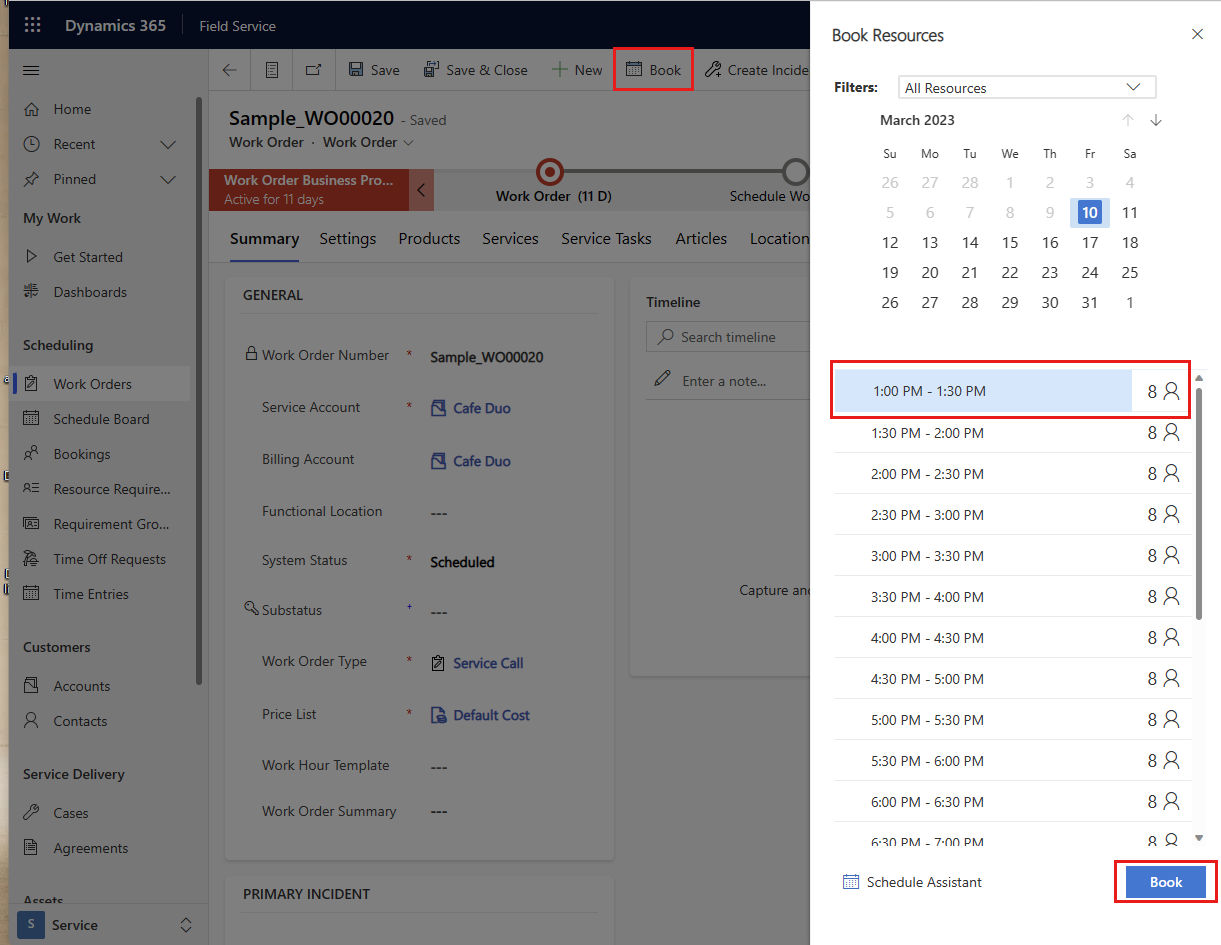 Dynamics 365
Field Service
Home
Recent
Pinned
My Work
Get Started
Dashboards
Scheduling
Work Orders
Schedule Board
Bookings
Resource Require...
Requirement Gro...
Time Off Requests
Time Entries
Customers
Accounts
Contacts
Service Delivery
Cases
Agreements
Assets
S Service
Save
Save & Close
New
Book
Create Incide
Sample_WO00020 - Saved
Work Order · Work Order
Work Order Business Pro...
Active for 11 days
Work Order (11 D)
Schedule Wo
Summary Settings Products Services Service Tasks Articles Location
GENERAL
Work Order Number * Sample_WO00020
Service Account * Cafe Duo
Billing Account Cafe Duo
Functional Location ---
System Status * Scheduled
Substatus + ---
Work Order Type * Service Call
Price List * Default Cost
Work Hour Template ---
Work Order Summary ---
PRIMARY INCIDENT
Timeline
Search timeline
Enter a note...
Capture and
Book Resources
Filters: All Resources
March 2023
Su Mo Tu We Th Fr Sa
26 27 28 1 2 3 4
5 6 7 8 9 10 11
12 13 14 15 16 17 18
19 20 21 22 23 24 25
26 27 28 29 30 31 1
1:00 PM - 1:30 PM 8
1:30 PM - 2:00 PM 8
2:00 PM - 2:30 PM 8
2:30 PM - 3:00 PM 8
3:00 PM - 3:30 PM 8
3:30 PM - 4:00 PM 8
4:00 PM - 4:30 PM 8
4:30 PM - 5:00 PM 8
5:00 PM - 5:30 PM 8
5:30 PM - 6:00 PM 8
6:00 PM - 6:30 PM 8
6:30 PM - 7:00 PM 8
Schedule Assistant
Book